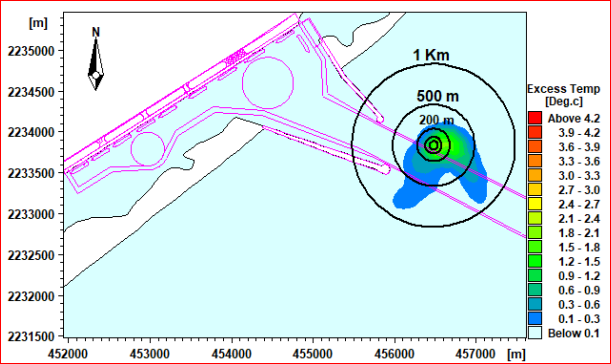 [m]
N
2235000
2234500
2234000
2233500
2233000
2232500
2232000
2231500
452000
453000
454000
455000
456000
[m]
457000
1 Km
500 m
200 m
Excess Temp
[Deg.c]
Above 4.2
3.9 - 4.2
3.6 - 3.9
3.3 - 3.6
3.0 - 3.3
2.7 - 3.0
2.4 - 2.7
2.1 - 2.4
1.8 - 2.1
1.5 - 1.8
1.2 - 1.5
0.9 - 1.2
0.6 - 0.9
0.3 - 0.6
0.1 - 0.3
Below 0.1